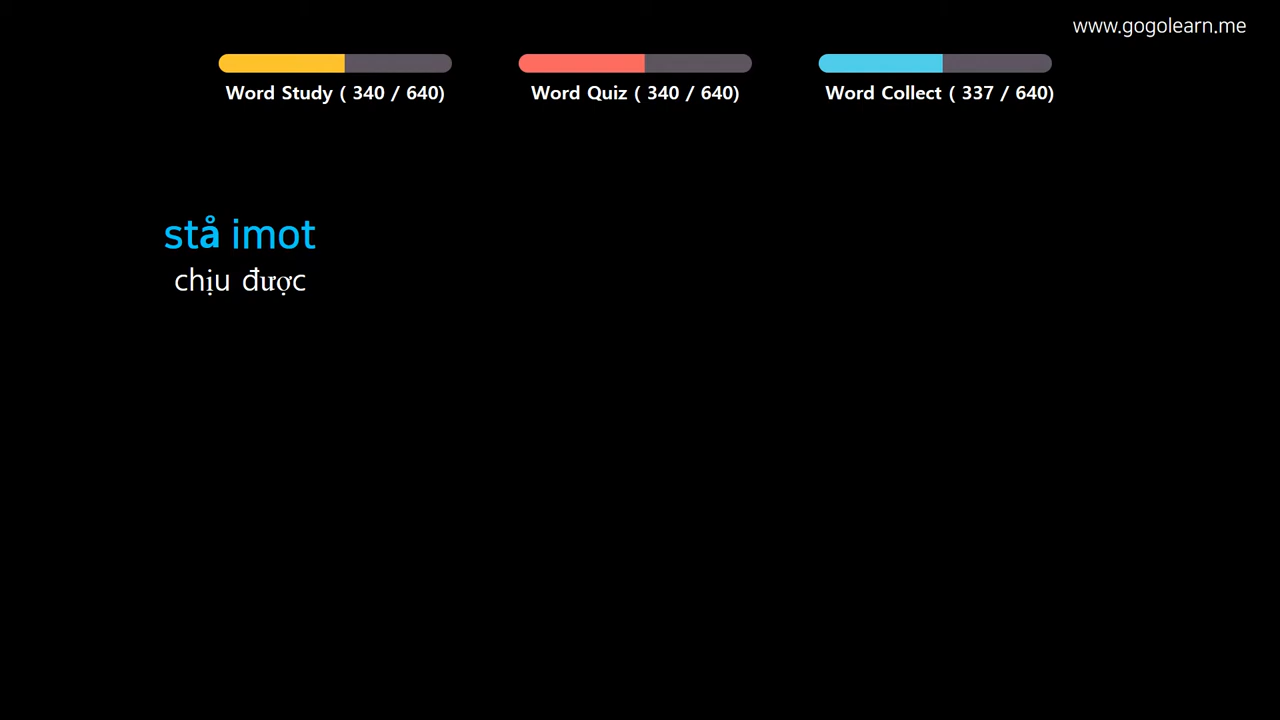 www.gogolearn.me
Word Study ( 340 / 640)
Word Quiz ( 340 / 640)
Word Collect ( 337 / 640)
stå imot
chịu được